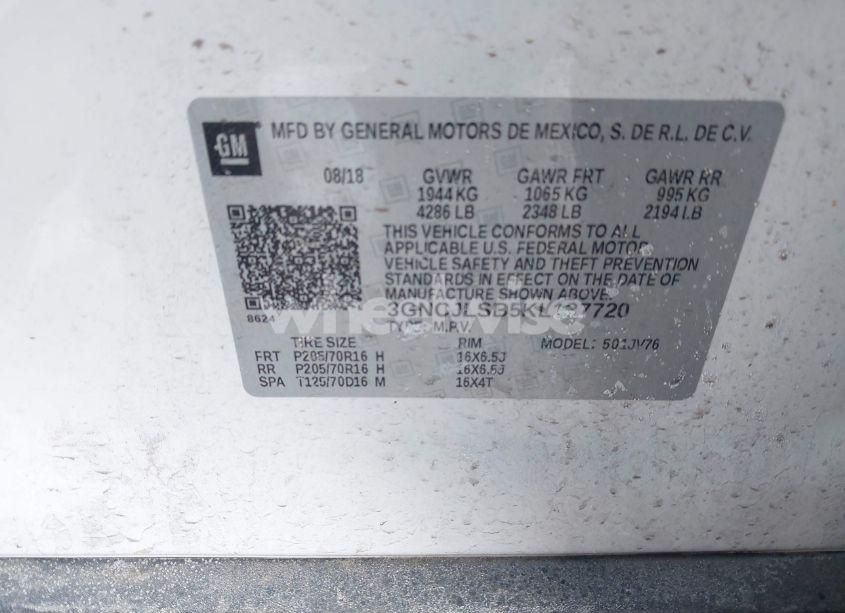 GM
MFD BY GENERAL MOTORS DE MEXICO, S. DE R.L. DE C.V.
08/18 GVWR GAWR FRT GAWR RR
1944 KG 1065 KG 995 KG
4286 LB 2348 LB 2194 LB
THIS VEHICLE CONFORMS TO ALL
APPLICABLE U.S. FEDERAL MOTOR
VEHICLE SAFETY AND THEFT PREVENTION
STANDARDS IN EFFECT ON THE DATE OF
MANUFACTURE SHOWN ABOVE.
8624
TYPE: M.P.V.
TIRE SIZE RIM MODEL: 501JV76
FRT P205/70R16 H 16X6.5J
RR P205/70R16 H 16X6.5J
SPA T125/70D16 M 16X4T